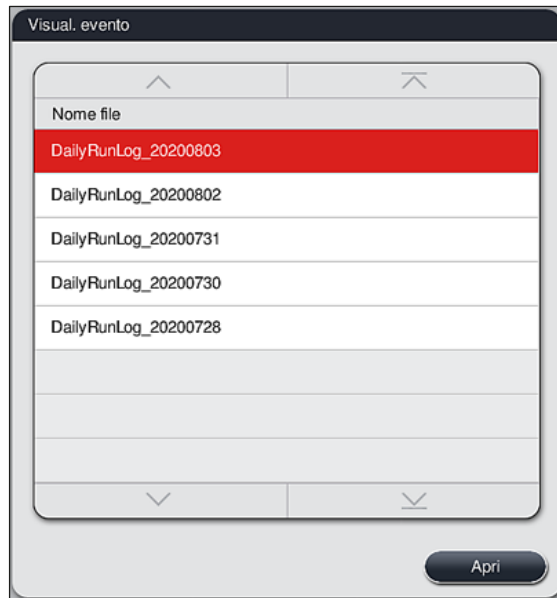 Visual. evento
Nome file
DailyRunLog_20200803
DailyRunLog_20200802
DailyRunLog_20200731
DailyRunLog_20200730
DailyRunLog_20200728
Apri